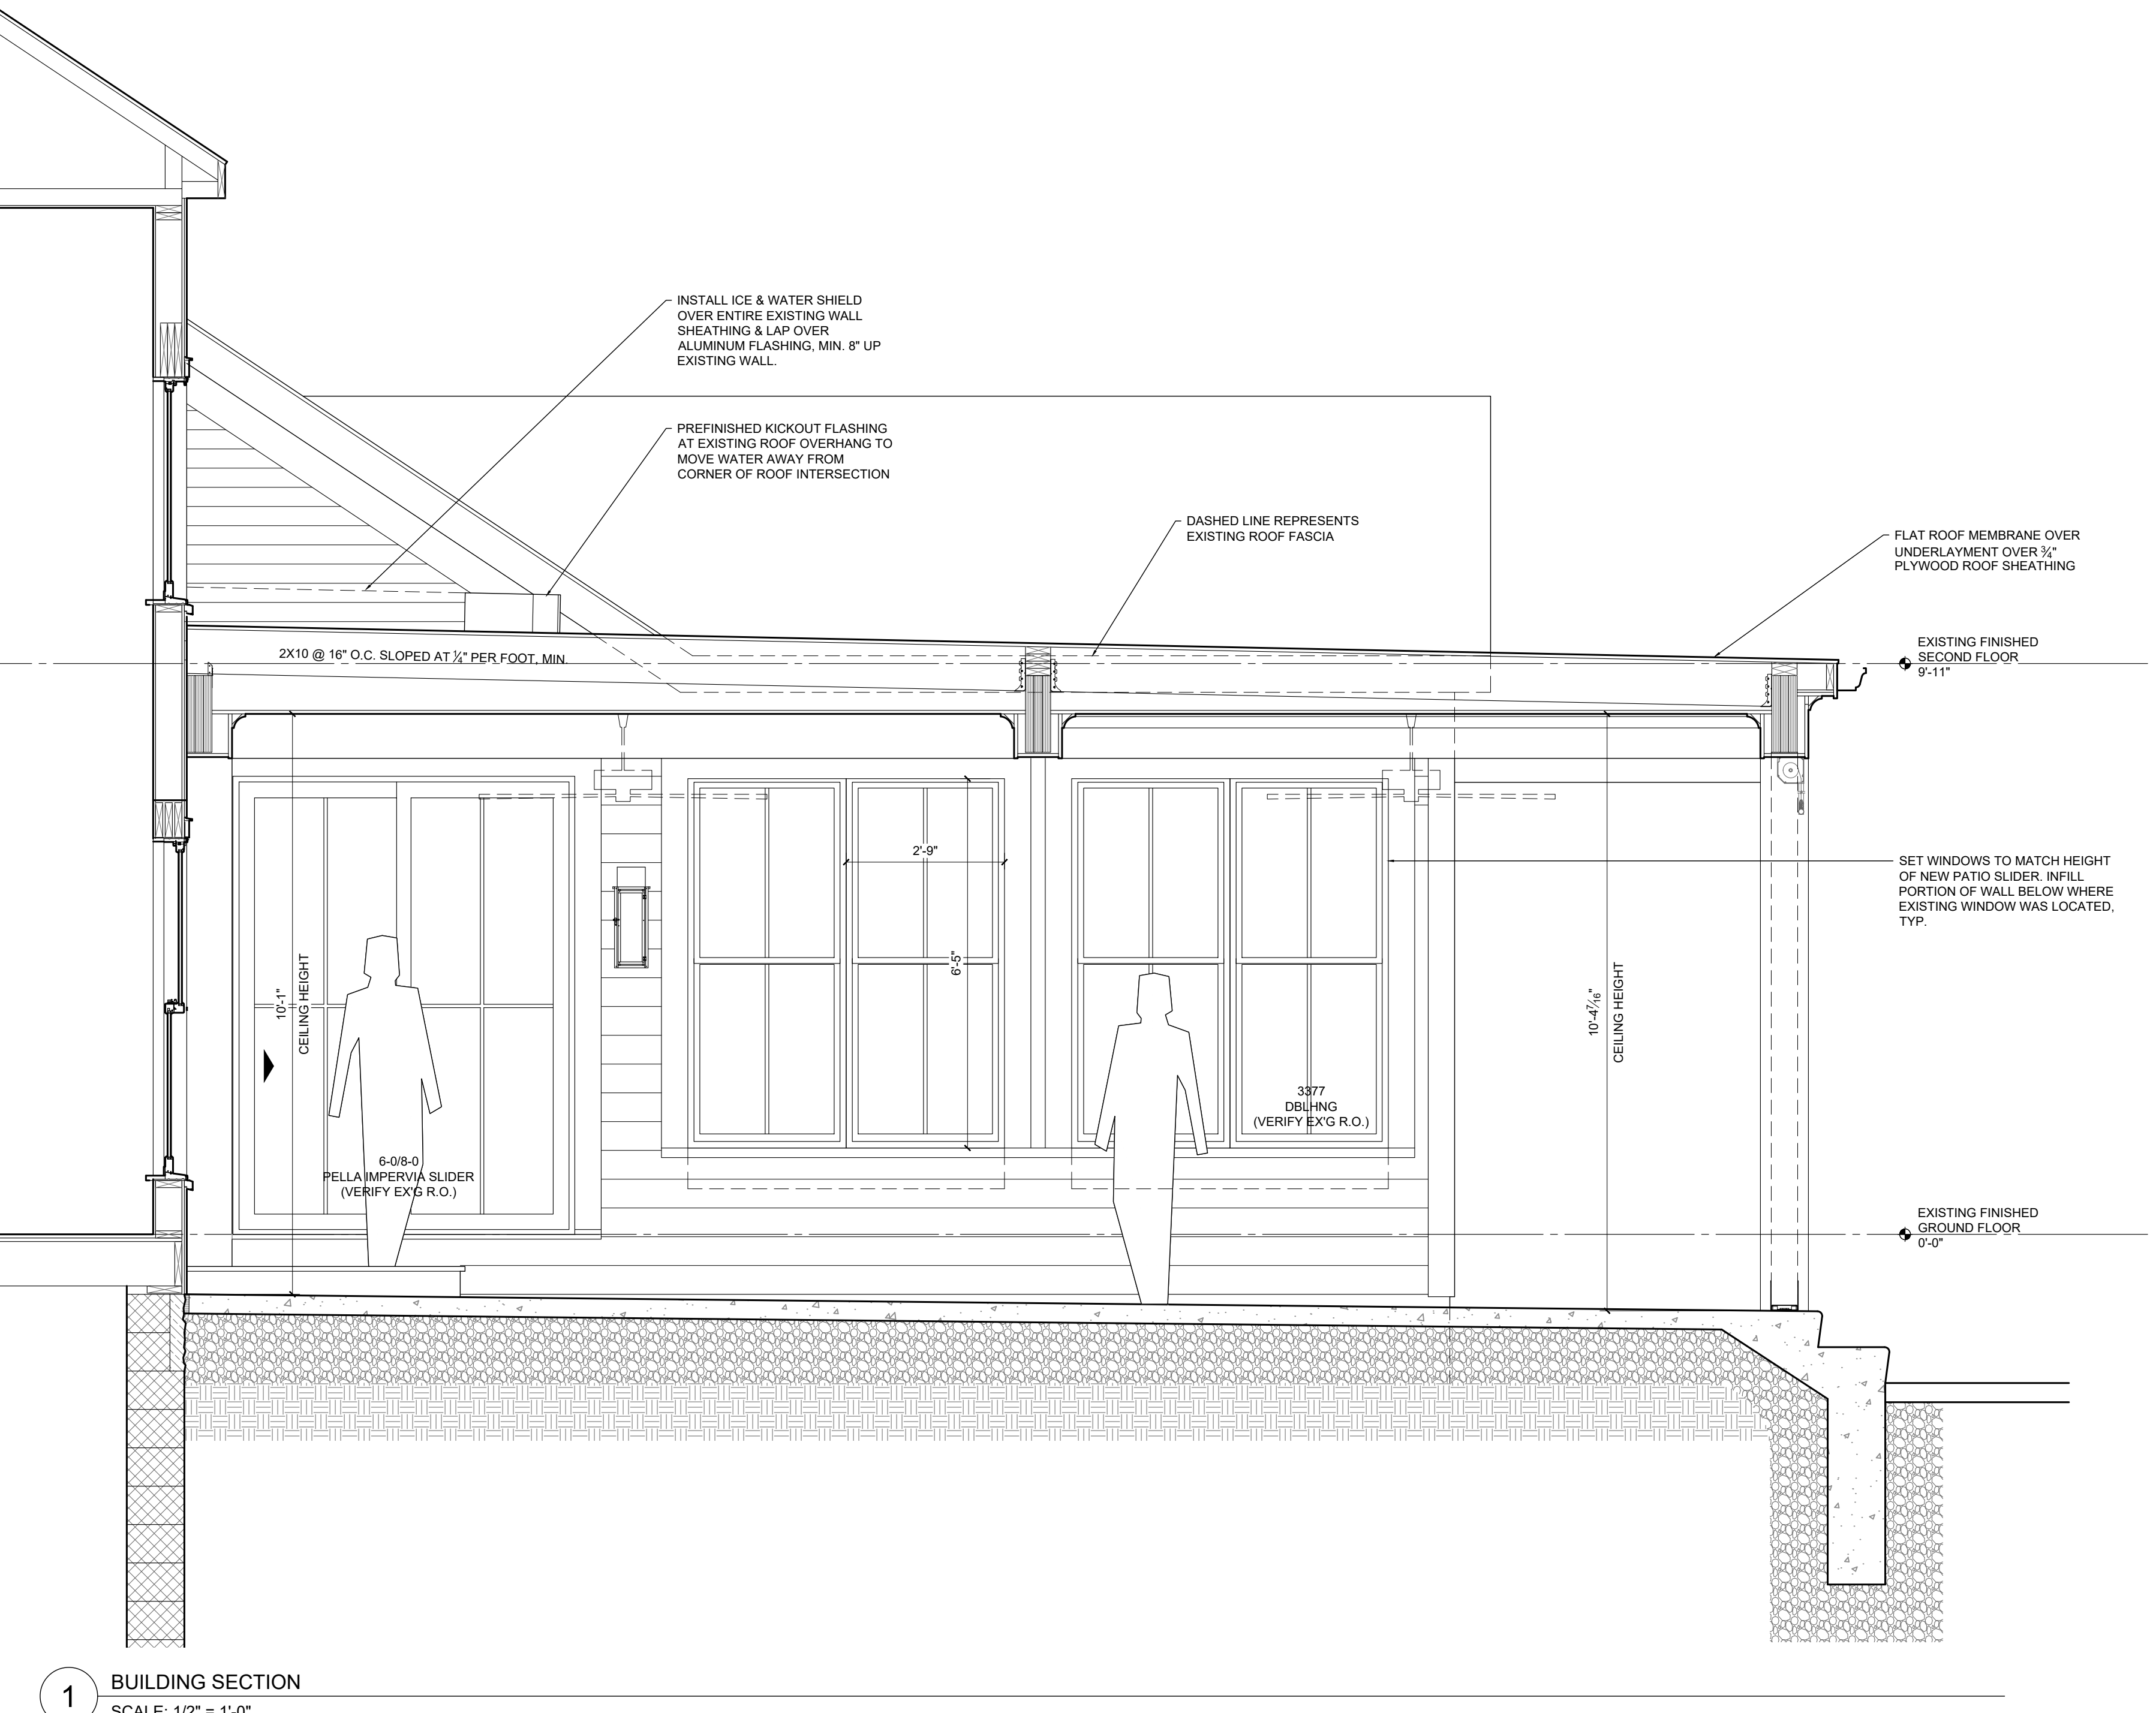 INSTALL ICE & WATER SHIELD
OVER ENTIRE EXISTING WALL
SHEATHING & LAP OVER
ALUMINUM FLASHING, MIN. 8" UP
EXISTING WALL.
PREFINISHED KICKOUT FLASHING
AT EXISTING ROOF OVERHANG TO
MOVE WATER AWAY FROM
CORNER OF ROOF INTERSECTION
DASHED LINE REPRESENTS
EXISTING ROOF FASCIA
FLAT ROOF MEMBRANE OVER
UNDERLAYMENT OVER ¾"
PLYWOOD ROOF SHEATHING
EXISTING FINISHED
SECOND FLOOR
9'-11"
2X10 @ 16" O.C. SLOPED AT ¼" PER FOOT, MIN.
2'-9"
6'-5"
SET WINDOWS TO MATCH HEIGHT
OF NEW PATIO SLIDER. INFILL
PORTION OF WALL BELOW WHERE
EXISTING WINDOW WAS LOCATED,
TYP.
10'-1"
CEILING HEIGHT
10'-4⁷⁄₁₆"
CEILING HEIGHT
3377
DBLHNG
(VERIFY EX'G R.O.)
6-0/8-0
PELLA IMPERVIA SLIDER
(VERIFY EX'G R.O.)
EXISTING FINISHED
GROUND FLOOR
0'-0"
1
BUILDING SECTION
SCALE: 1/2" = 1'-0"